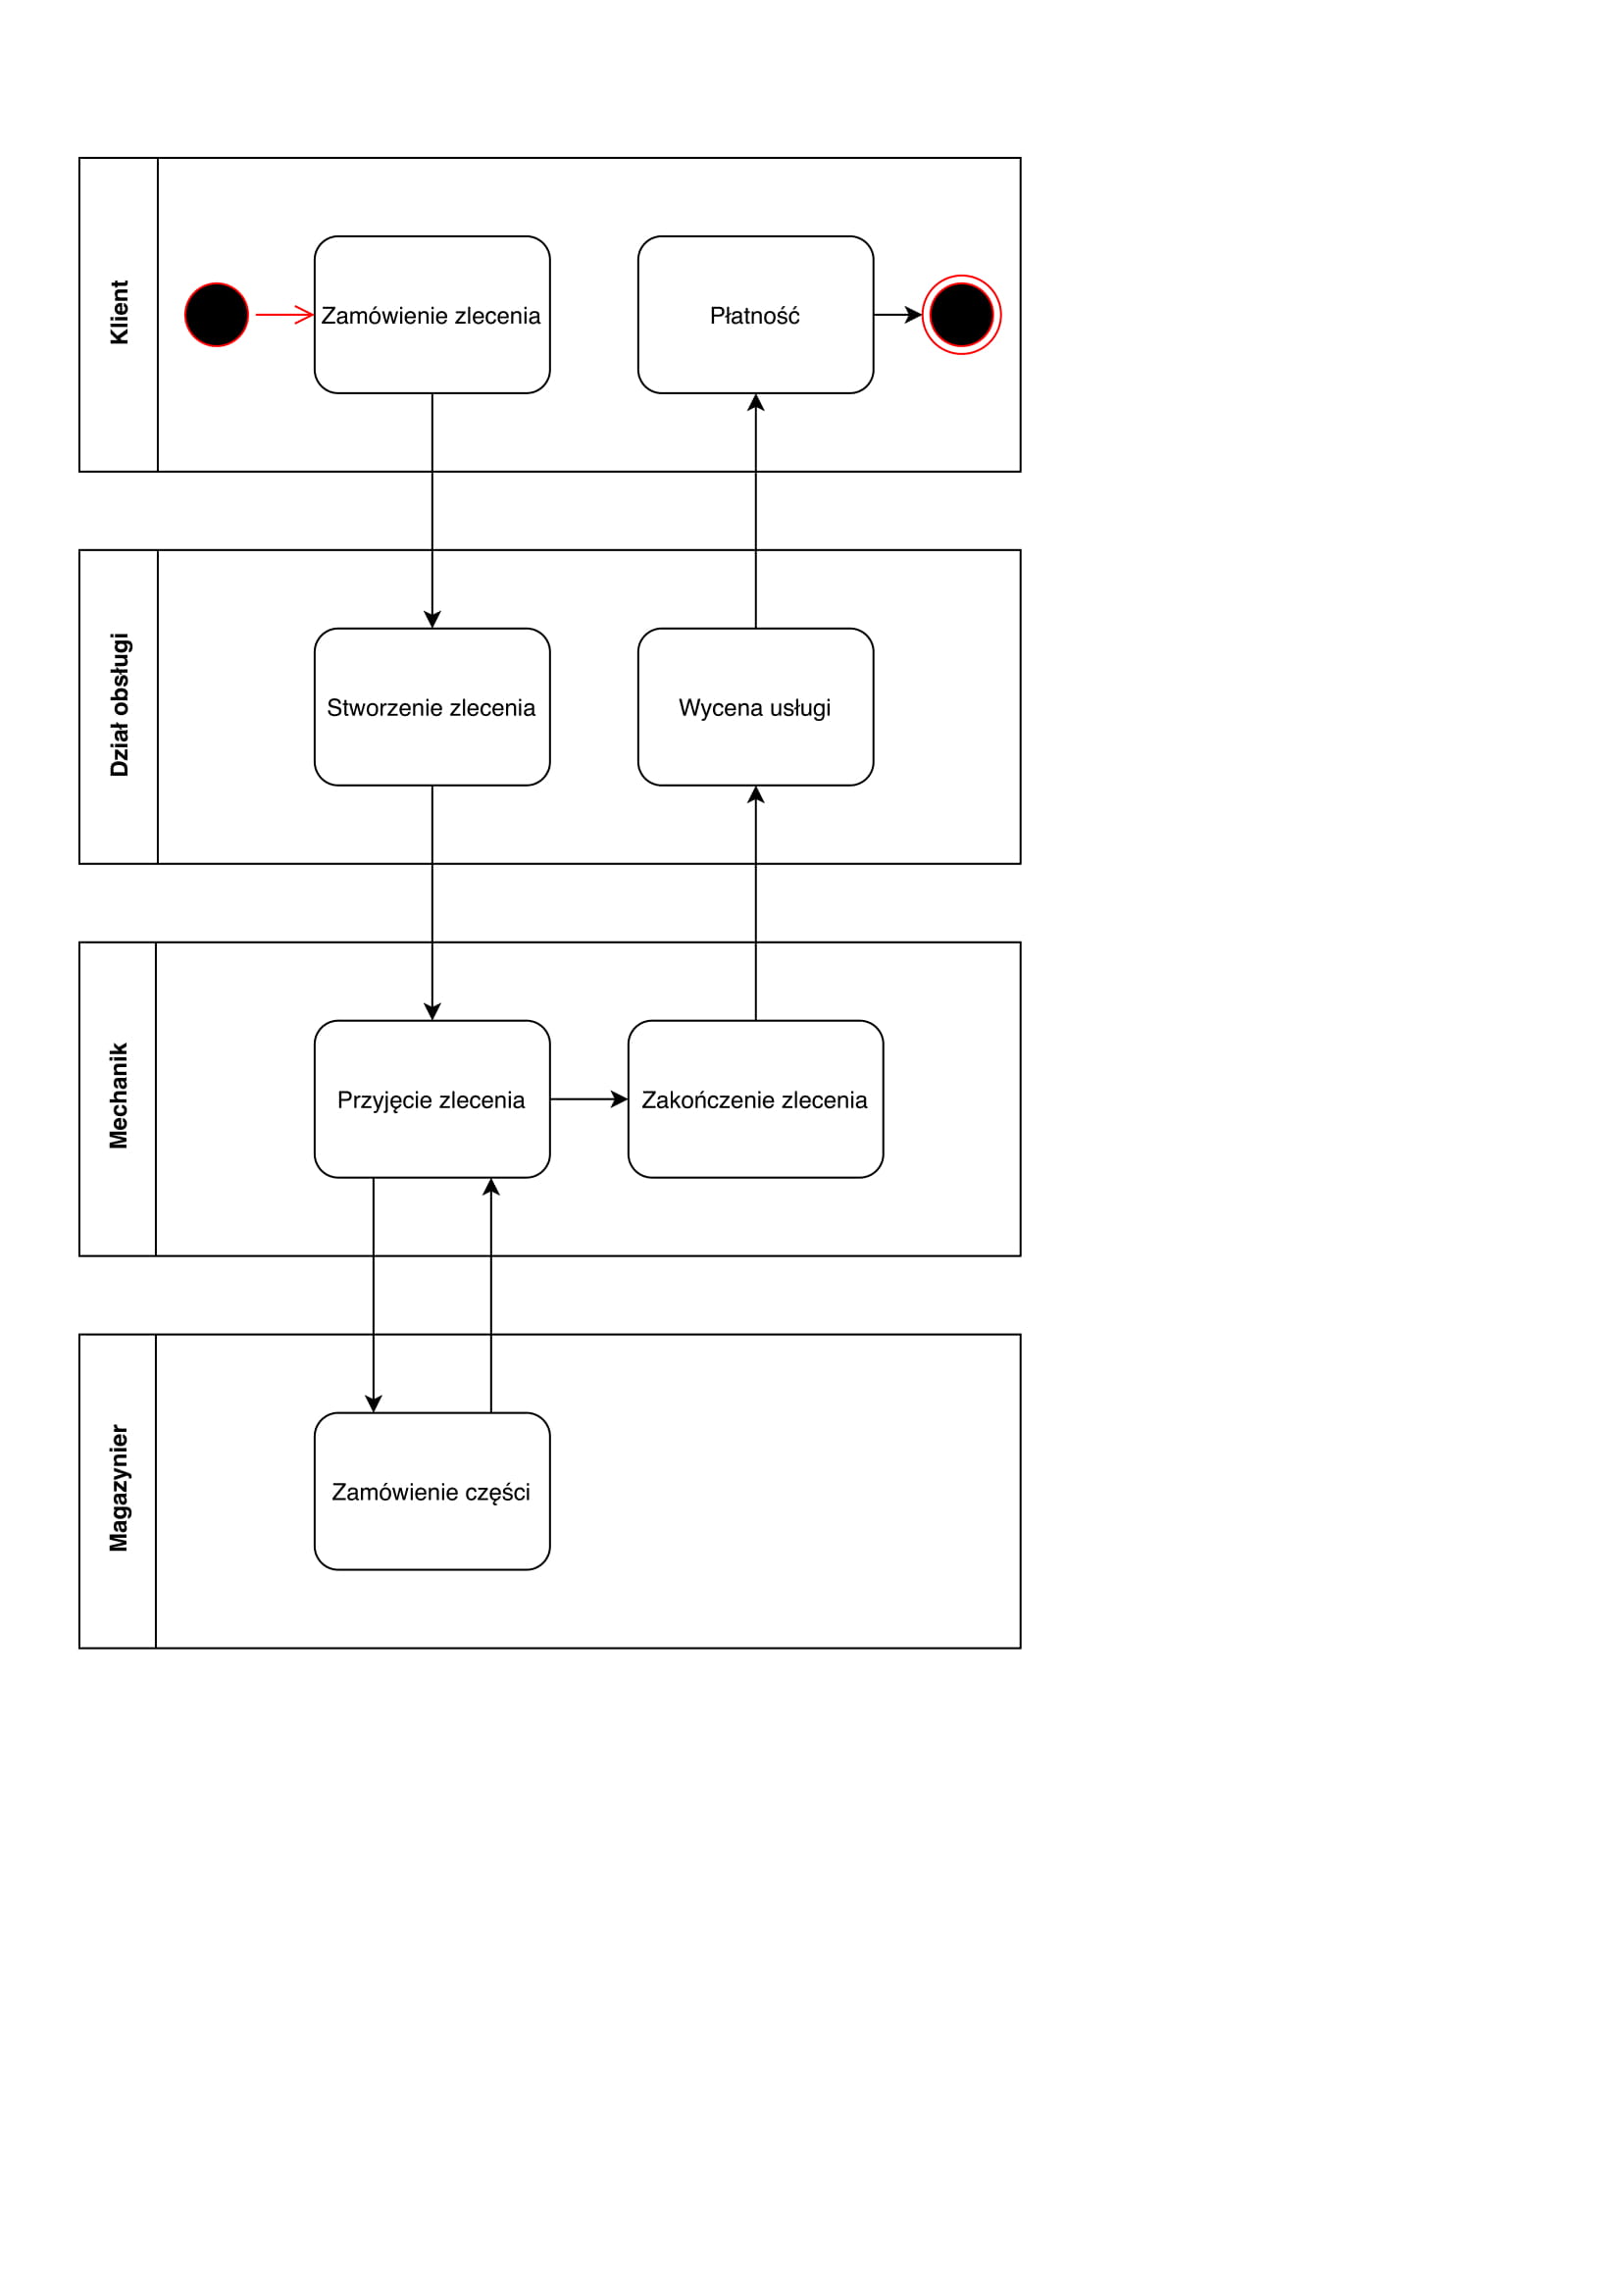 Klient
Zamówienie zlecenia
Płatność
Dział obsługi
Stworzenie zlecenia
Wycena usługi
Mechanik
Przyjęcie zlecenia
Zakończenie zlecenia
Magazynier
Zamówienie części